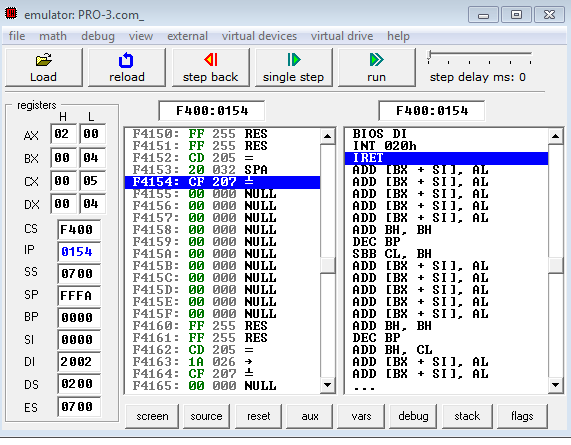 emulator: PRO-3.com_
file math debug view external virtual devices virtual drive help
Load reload step back single step run step delay ms: 0
registers
H L
AX 02 00
BX 00 04
CX 00 05
DX 00 04
CS F400
IP 0154
SS 0700
SP FFFA
BP 0000
SI 0000
DI 2002
DS 0200
ES 0700
F400:0154
F4150: FF 255 RES
F4151: FF 255 RES
F4152: CD 205 =
F4153: 20 032 SPA
F4154: CF 207 ╧
F4155: 00 000 NULL
F4156: 00 000 NULL
F4157: 00 000 NULL
F4158: 00 000 NULL
F4159: 00 000 NULL
F415A: 00 000 NULL
F415B: 00 000 NULL
F415C: 00 000 NULL
F415D: 00 000 NULL
F415E: 00 000 NULL
F415F: 00 000 NULL
F4160: FF 255 RES
F4161: FF 255 RES
F4162: CD 205 =
F4163: 1A 026 →
F4164: CF 207 ╧
F4165: 00 000 NULL
F400:0154
BIOS DI
INT 020h
IRET
ADD [BX + SI], AL
ADD [BX + SI], AL
ADD [BX + SI], AL
ADD [BX + SI], AL
ADD [BX + SI], AL
ADD BH, BH
DEC BP
SBB CL, BH
ADD [BX + SI], AL
ADD [BX + SI], AL
ADD [BX + SI], AL
ADD [BX + SI], AL
ADD [BX + SI], AL
ADD BH, BH
DEC BP
ADD BH, CL
ADD [BX + SI], AL
ADD [BX + SI], AL
...
screen source reset aux vars debug stack flags